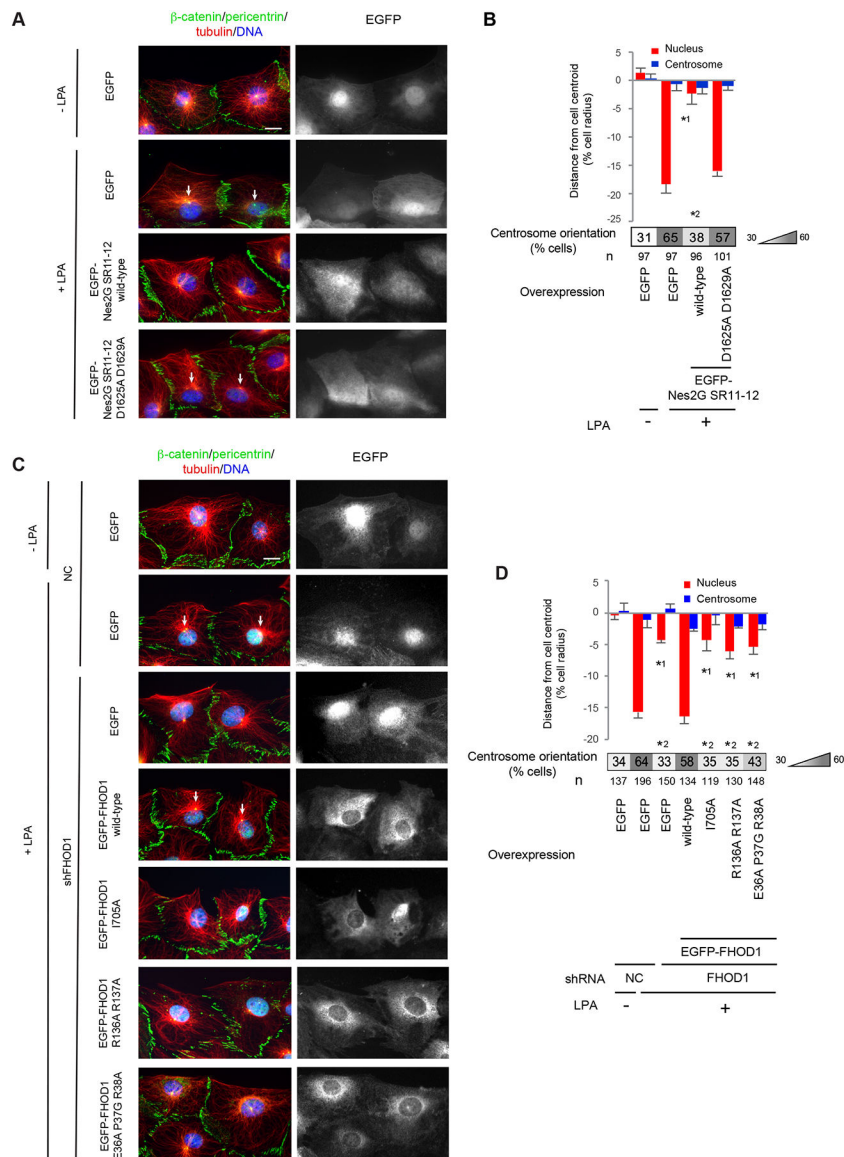 A
β-catenin/pericentrin/
tubulin/DNA
EGFP
- LPA
EGFP
+ LPA
EGFP
EGFP-
Nes2G SR11-12
wild-type
EGFP-
Nes2G SR11-12
D1625A D1629A
B
Nucleus
Centrosome
Distance from cell centroid
(% cell radius)
5
0
-5
-10
-15
-20
-25
*1
*2
Centrosome orientation
(% cells)
31 65 38 57
30 60
n 97 97 96 101
Overexpression
EGFP
EGFP
wild-type
D1625A D1629A
EGFP-
Nes2G SR11-12
LPA - +
C
β-catenin/pericentrin/
tubulin/DNA
EGFP
- LPA
NC
EGFP
EGFP
+ LPA
shFHOD1
EGFP
EGFP-FHOD1
wild-type
EGFP-FHOD1
I705A
EGFP-FHOD1
R136A R137A
EGFP-FHOD1
E36A P37G R38A
D
Nucleus
Centrosome
Distance from cell centroid
(% cell radius)
5
0
-5
-10
-15
-20
*1 *1 *1 *1
*2 *2 *2 *2
Centrosome orientation
(% cells)
34 64 33 58 35 35 43
30 60
n 137 196 150 134 119 130 148
Overexpression
EGFP
EGFP
EGFP
wild-type
I705A
R136A R137A
E36A P37G R38A
EGFP-FHOD1
shRNA NC FHOD1
LPA - +